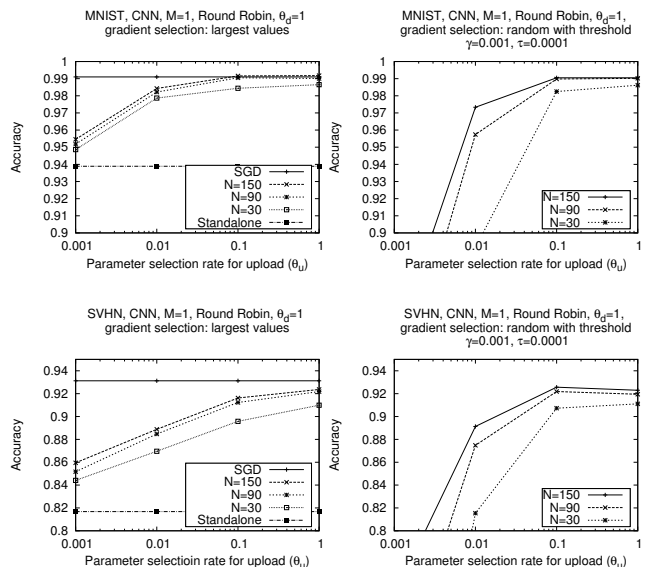 MNIST, CNN, M=1, Round Robin, θd=1
gradient selection: largest values
1
0.99
0.98
0.97
0.96
0.95
0.94
0.93
0.92
0.91
0.9
Accuracy
SGD
N=150
N=90
N=30
Standalone
0.001
0.01
0.1
1
Parameter selection rate for upload (θu)
MNIST, CNN, M=1, Round Robin, θd=1,
gradient selection: random with threshold
γ=0.001, τ=0.0001
1
0.99
0.98
0.97
0.96
0.95
0.94
0.93
0.92
0.91
0.9
Accuracy
N=150
N=90
N=30
0.001
0.01
0.1
1
Parameter selection rate for upload (θu)
SVHN, CNN, M=1, Round Robin, θd=1
gradient selection: largest values
0.94
0.92
0.9
0.88
0.86
0.84
0.82
0.8
Accuracy
SGD
N=150
N=90
N=30
Standalone
0.001
0.01
0.1
1
Parameter selectioin rate for upload (θu)
SVHN, CNN, M=1, Round Robin, θd=1,
gradient selection: random with threshold
γ=0.001, τ=0.0001
0.94
0.92
0.9
0.88
0.86
0.84
0.82
0.8
Accuracy
N=150
N=90
N=30
0.001
0.01
0.1
1
Parameter selection rate for upload (θu)